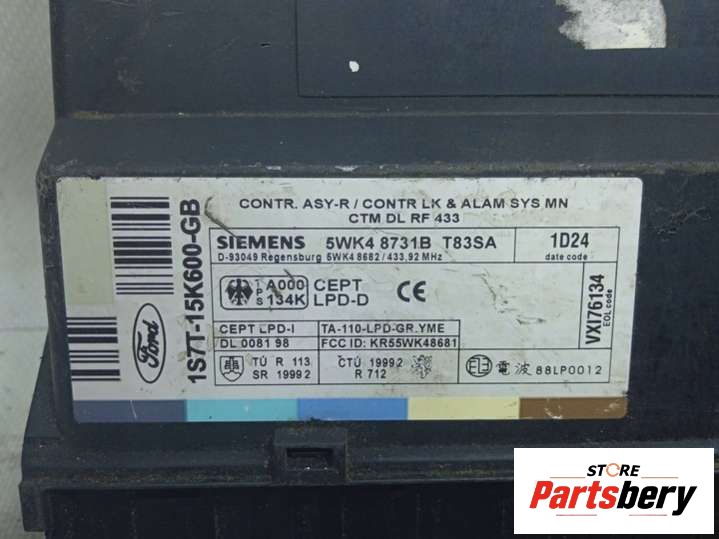 CONTR. ASY-R / CONTR LK & ALAM SYS MN
CTM DL RF 433
SIEMENS 5WK4 8731B T83SA
D-93049 Regensburg 5WK4 8682 / 433,92 MHz
1D24
date code
A000
134K
CEPT
LPD-D
CE
CEPT LPD-I
DL 0081 98
TA-110-LPD-GR.YME
FCC ID: KR55WK48681
TÚ R 113
SR 1999 2
ČTÚ 1999 2
R 712
電波 88LP0012
VXI76134
EOL code
Ford
1S7T-15K600-GB
STORE
Partsbery